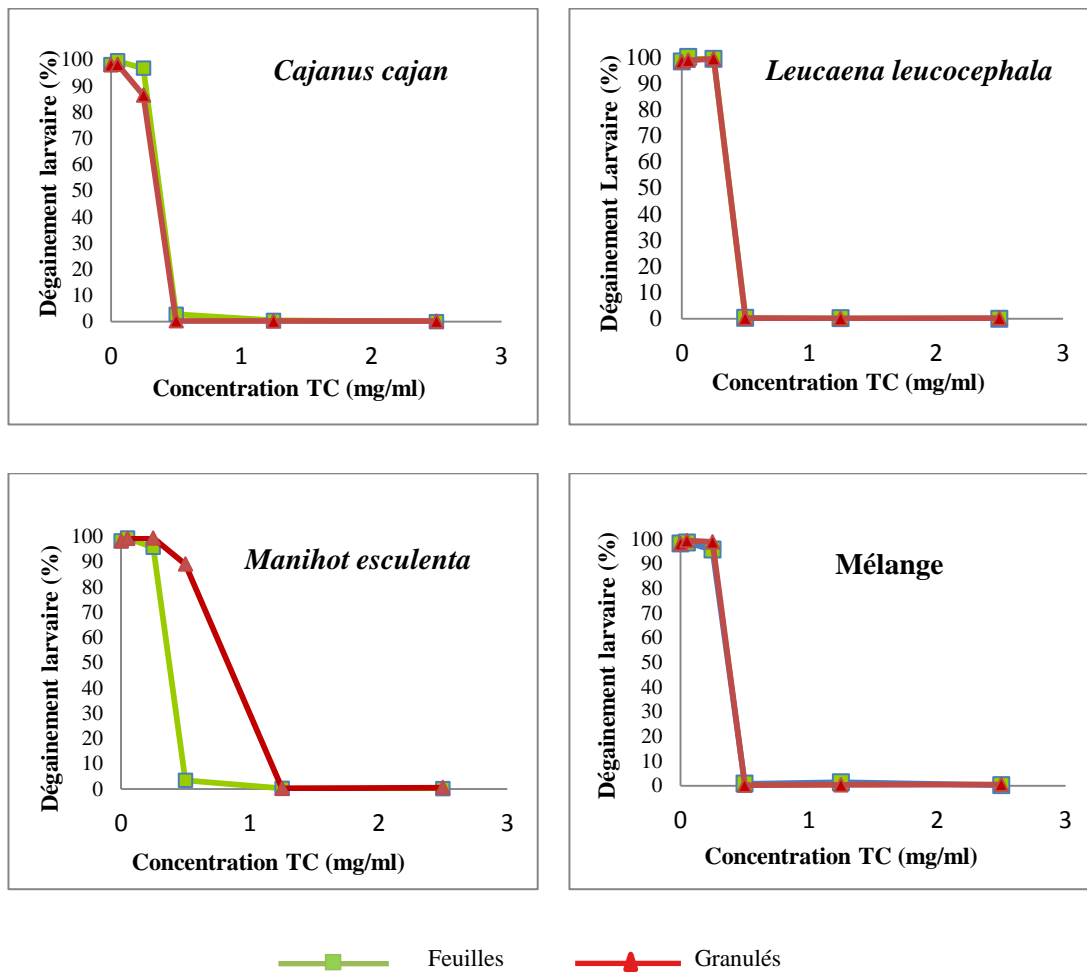 Cajanus cajan
Dégainement larvaire (%)
100
90
80
70
60
50
40
30
20
10
0
0 1 2 3
Concentration TC (mg/ml)
Leucaena leucocephala
Dégainement Larvaire (%)
100
90
80
70
60
50
40
30
20
10
0
0 1 2 3
Concentration TC (mg/ml)
Manihot esculenta
Dégainement larvaire (%)
100
90
80
70
60
50
40
30
20
10
0
0 1 2 3
Concentration TC (mg/ml)
Mélange
Dégainement larvaire (%)
100
90
80
70
60
50
40
30
20
10
0
0 1 2 3
Concentration TC (mg/ml)
Feuilles Granulés